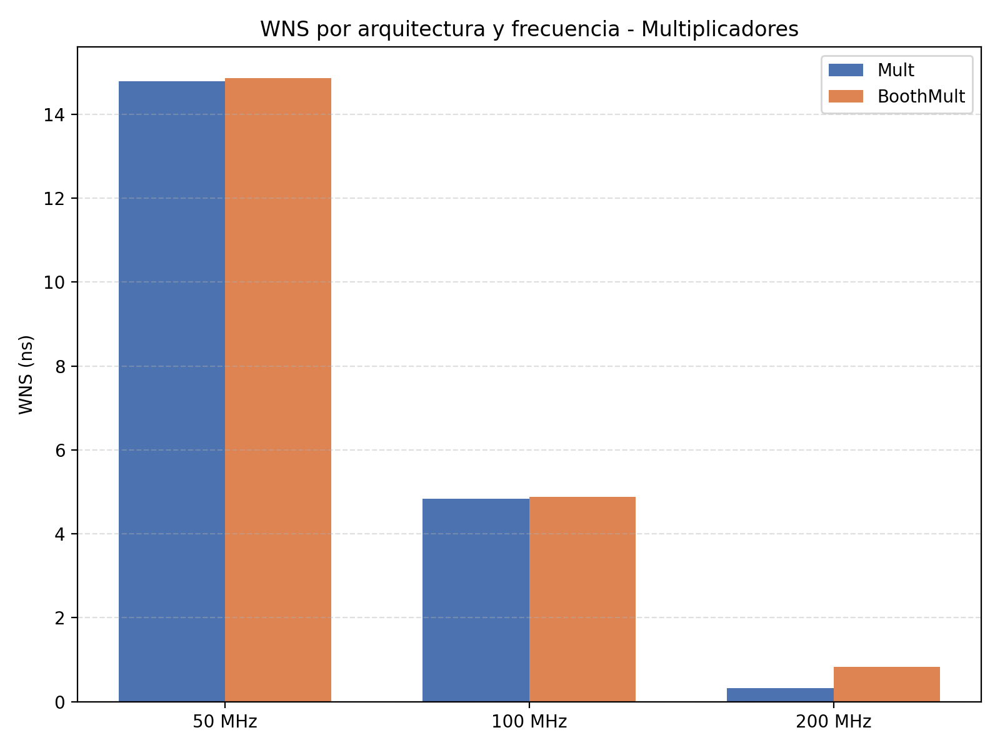 WNS por arquitectura y frecuencia - Multiplicadores
Mult
BoothMult
14
12
10
8
6
4
2
0
WNS (ns)
50 MHz
100 MHz
200 MHz